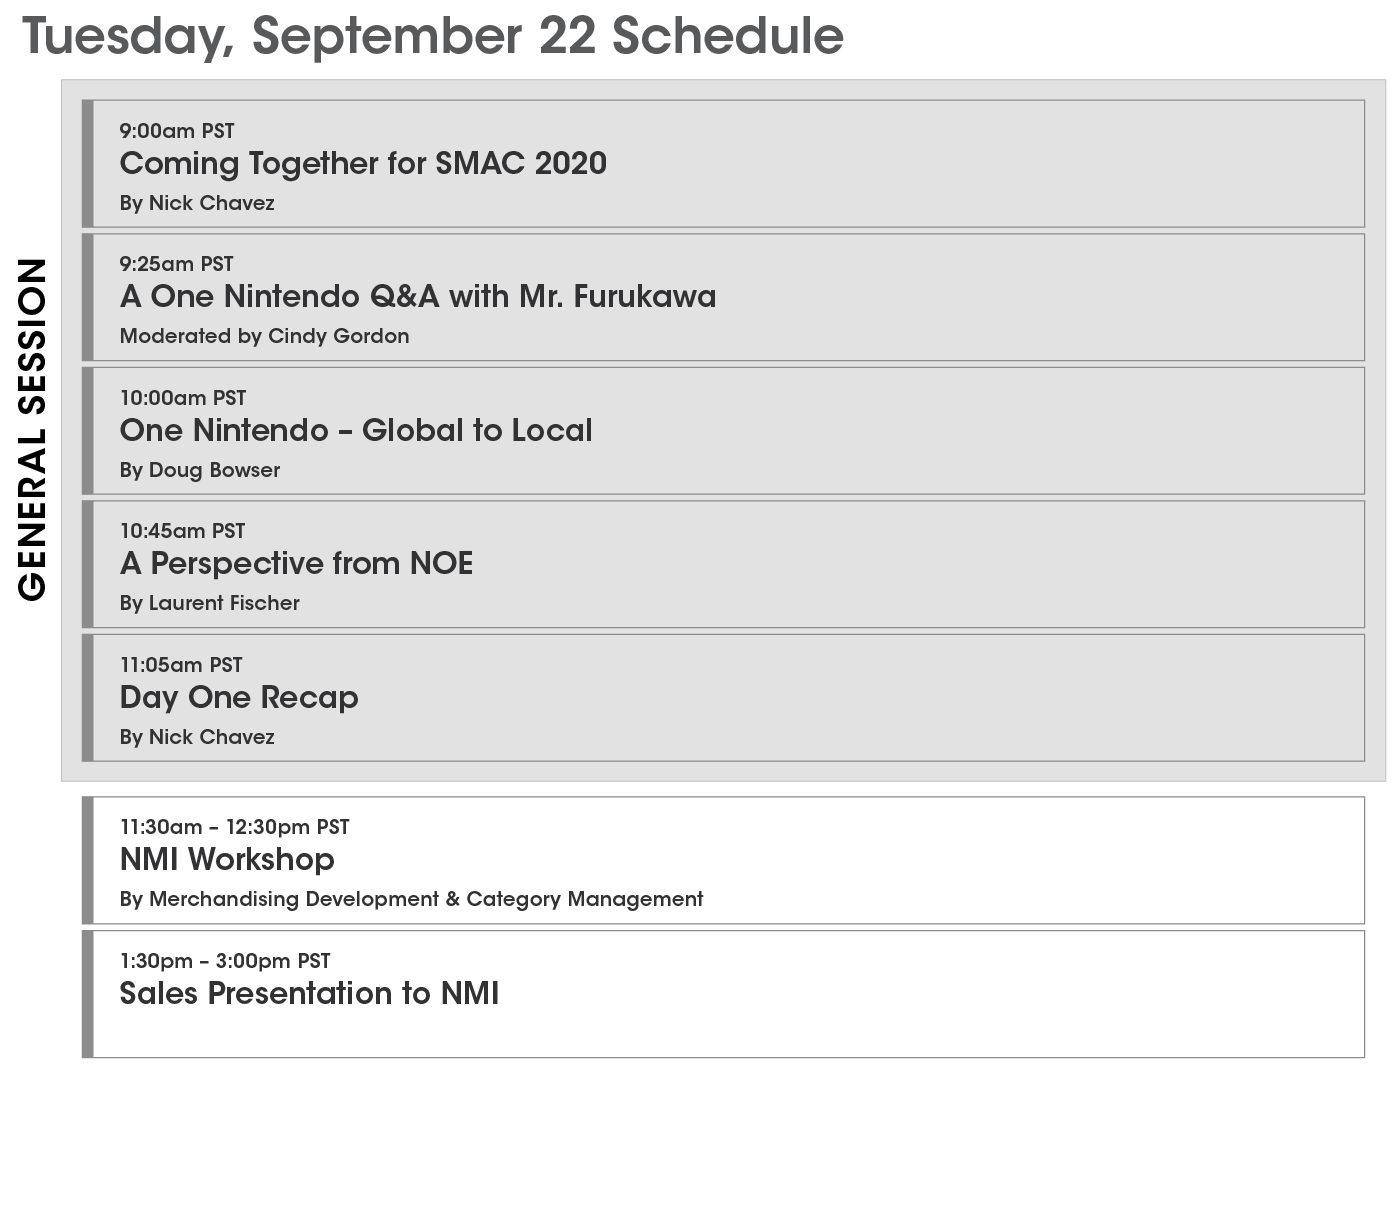 Tuesday, September 22 Schedule
GENERAL SESSION
9:00am PST
Coming Together for SMAC 2020
By Nick Chavez
9:25am PST
A One Nintendo Q&A with Mr. Furukawa
Moderated by Cindy Gordon
10:00am PST
One Nintendo – Global to Local
By Doug Bowser
10:45am PST
A Perspective from NOE
By Laurent Fischer
11:05am PST
Day One Recap
By Nick Chavez
11:30am – 12:30pm PST
NMI Workshop
By Merchandising Development & Category Management
1:30pm – 3:00pm PST
Sales Presentation to NMI